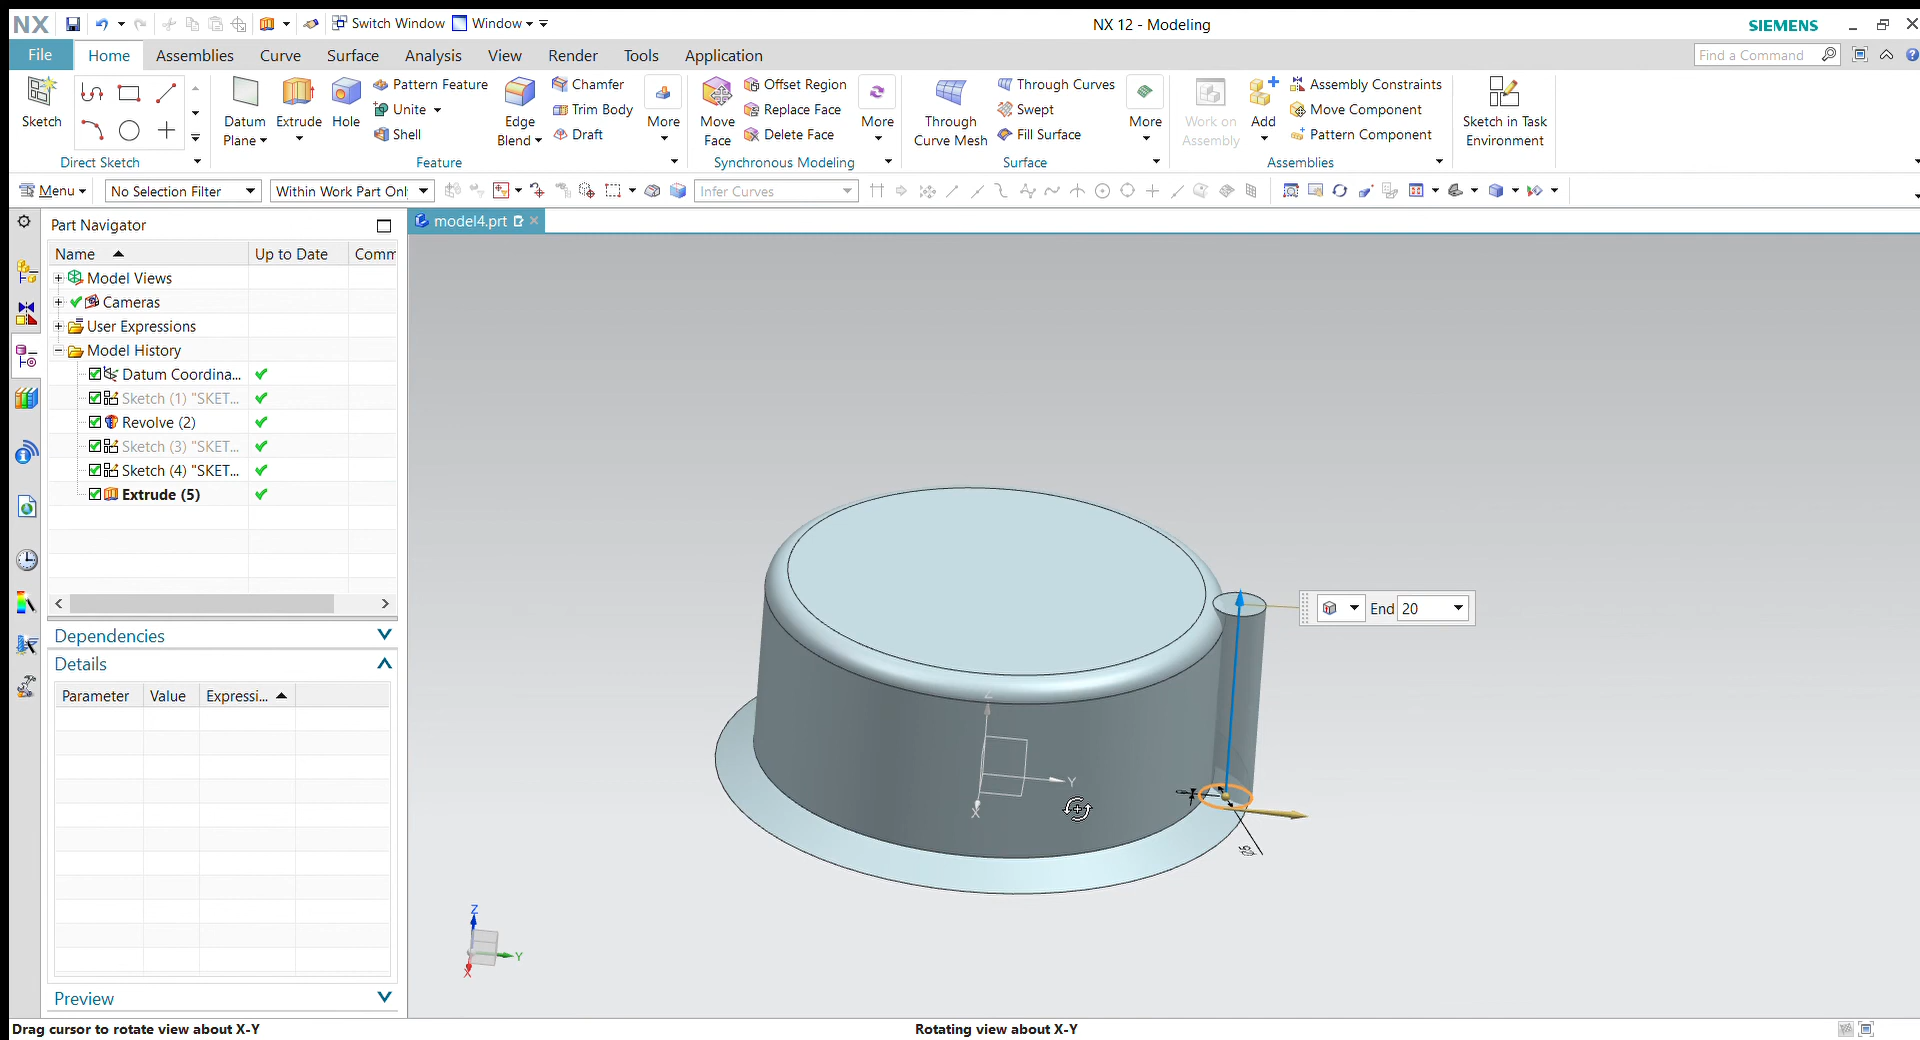 NX
Switch Window
Window
NX 12 - Modeling
SIEMENS
File
Home
Assemblies
Curve
Surface
Analysis
View
Render
Tools
Application
Find a Command
Sketch
Direct Sketch
Datum Plane
Extrude
Hole
Pattern Feature
Unite
Shell
Edge Blend
Chamfer
Trim Body
Draft
More
Feature
Move Face
Offset Region
Replace Face
Delete Face
More
Synchronous Modeling
Through Curve Mesh
Through Curves
Swept
Fill Surface
More
Surface
Work on Assembly
Add
Assembly Constraints
Move Component
Pattern Component
Assemblies
Sketch in Task Environment
Menu
No Selection Filter
Within Work Part Onl
Infer Curves
Part Navigator
model4.prt
Name
Up to Date
Comm
Model Views
Cameras
User Expressions
Model History
Datum Coordina...
Sketch (1) "SKET...
Revolve (2)
Sketch (3) "SKET...
Sketch (4) "SKET...
Extrude (5)
Dependencies
Details
Parameter
Value
Expressi...
Preview
End 20
Z
Y
X
Ø5
Z
Y
X
Drag cursor to rotate view about X-Y
Rotating view about X-Y